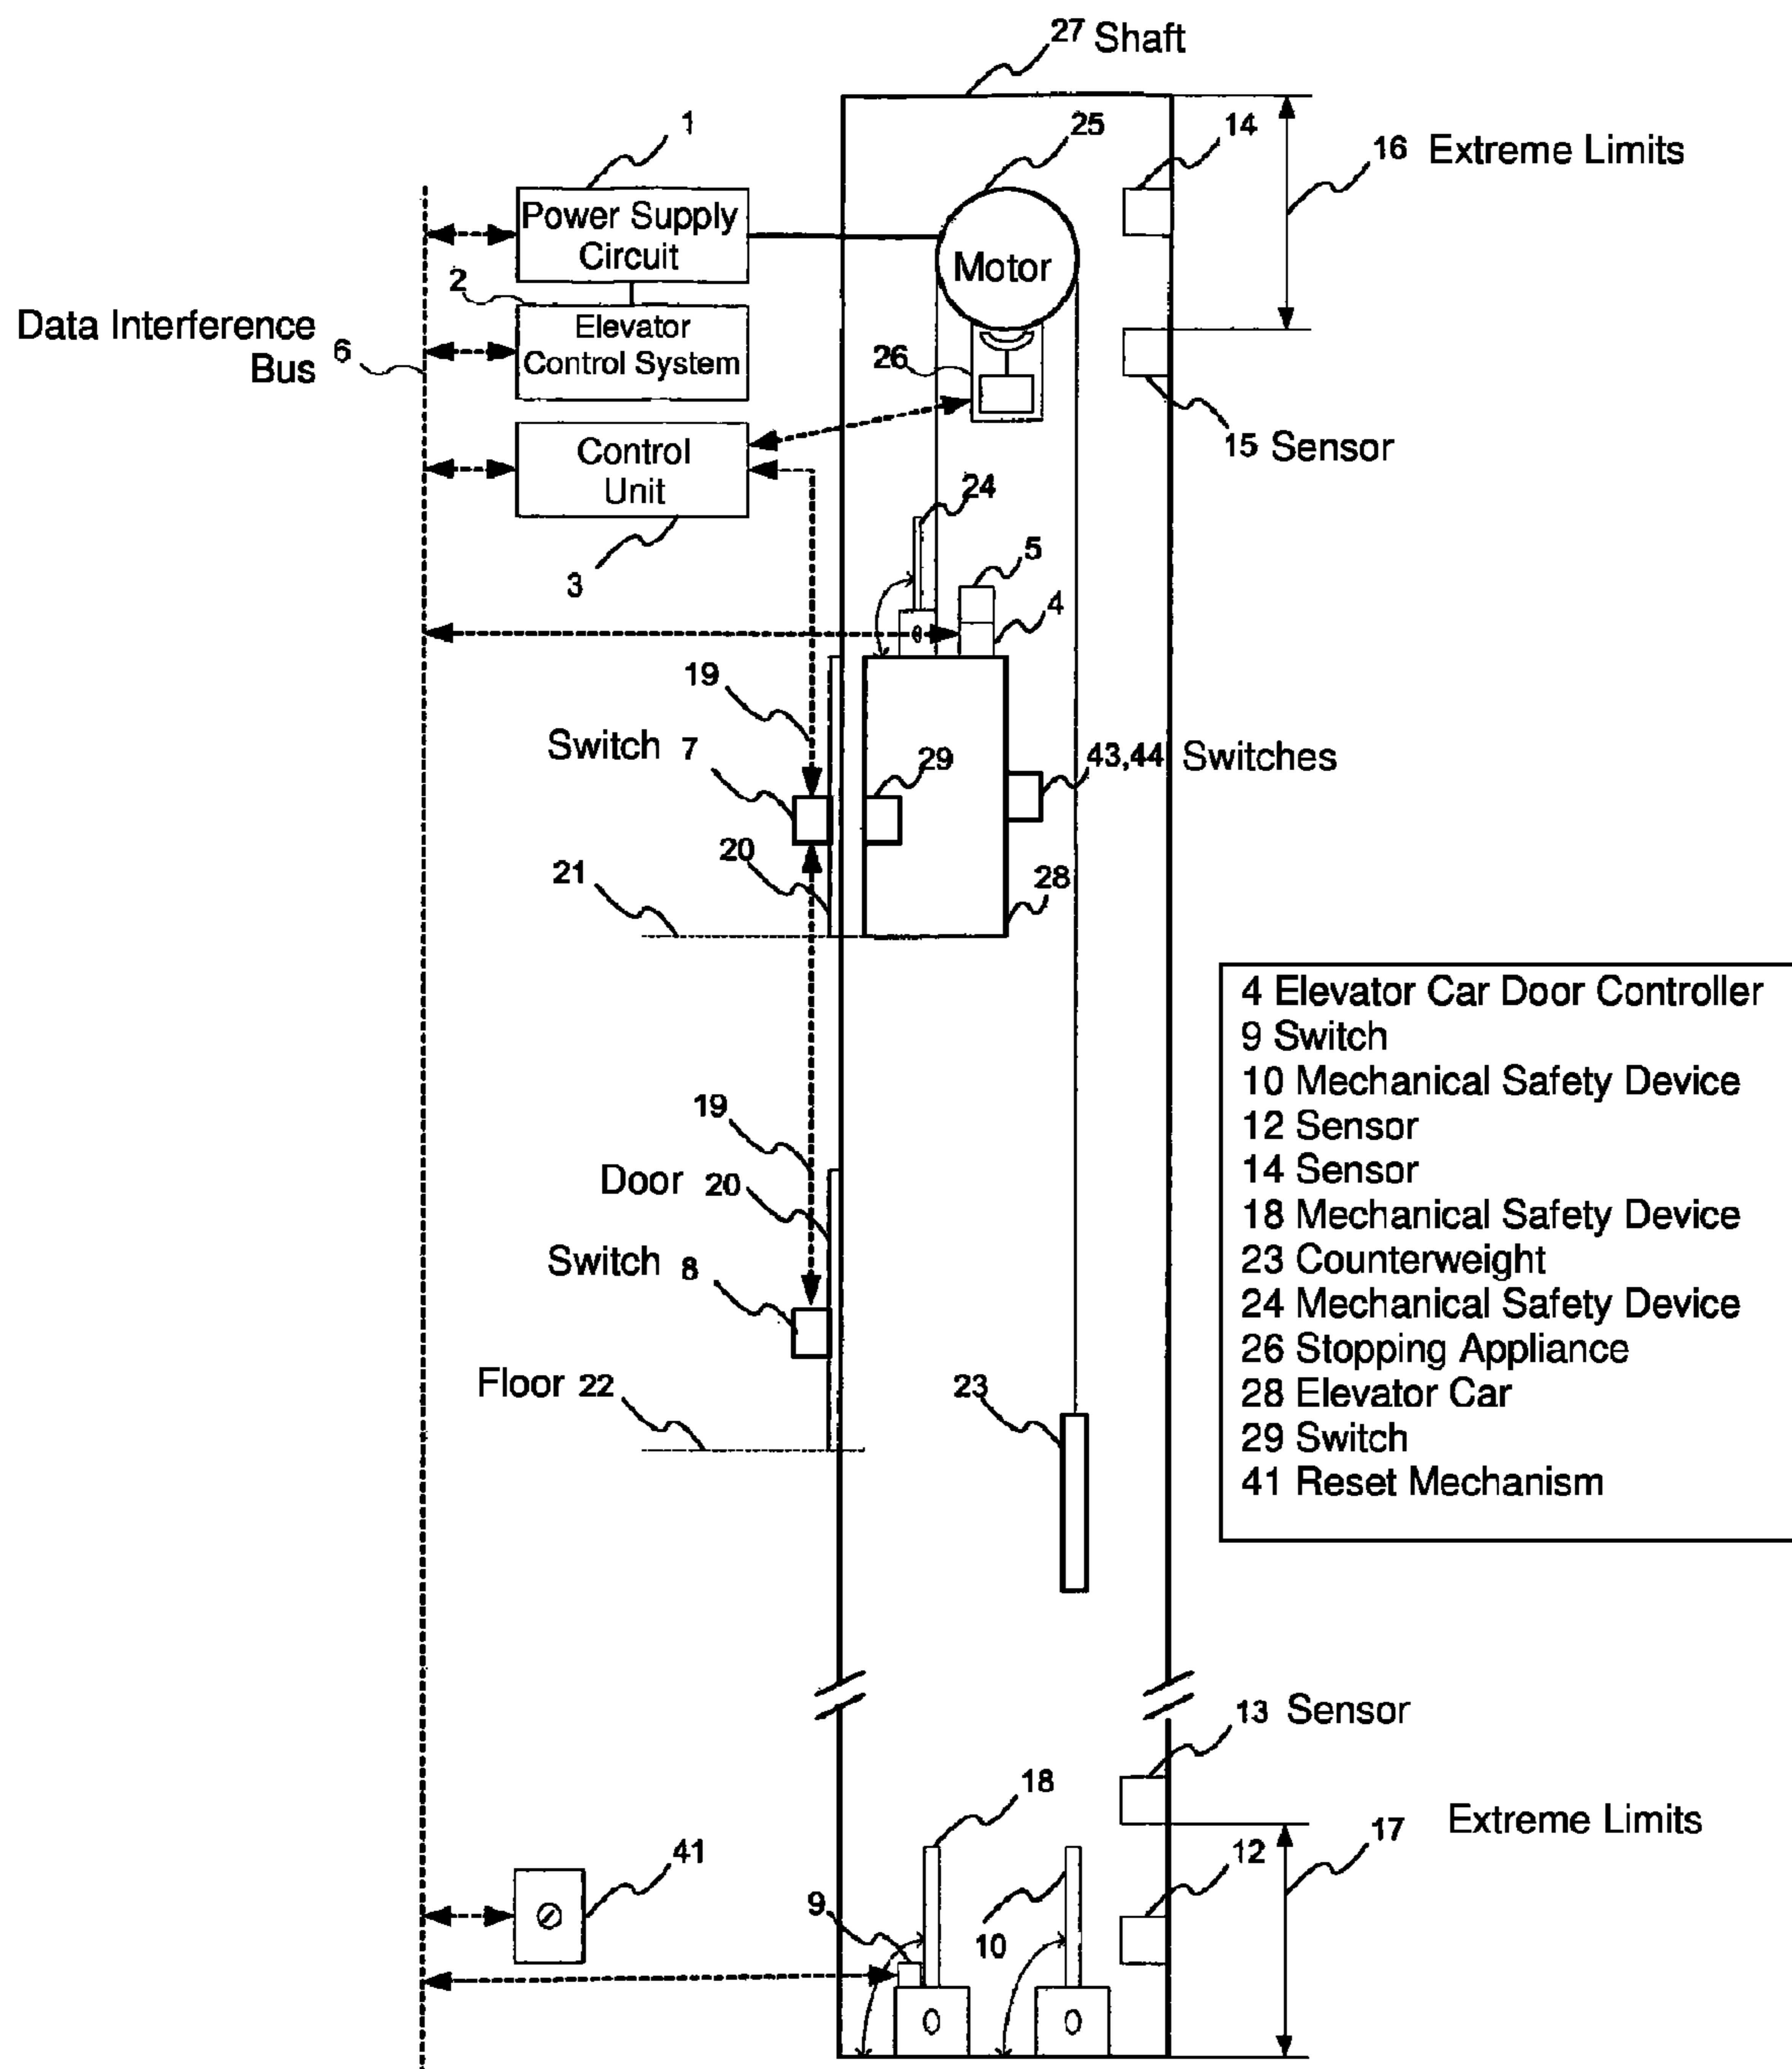 27 Shaft
1
25
14
16 Extreme Limits
Power Supply
Circuit
Motor
2
Data Interference
Bus
6
Elevator
Control System
26
15 Sensor
Control
Unit
24
3
5
4
19
Switch 7
29
43,44 Switches
20
21
28
4 Elevator Car Door Controller
9 Switch
10 Mechanical Safety Device
12 Sensor
14 Sensor
18 Mechanical Safety Device
23 Counterweight
24 Mechanical Safety Device
26 Stopping Appliance
28 Elevator Car
29 Switch
41 Reset Mechanism
19
Door 20
Switch 8
Floor 22
23
13 Sensor
18
17 Extreme Limits
41
12
9
10